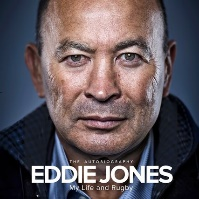 THE AUTOBIOGRAPHY
EDDIE JONES
My Life and Rugby